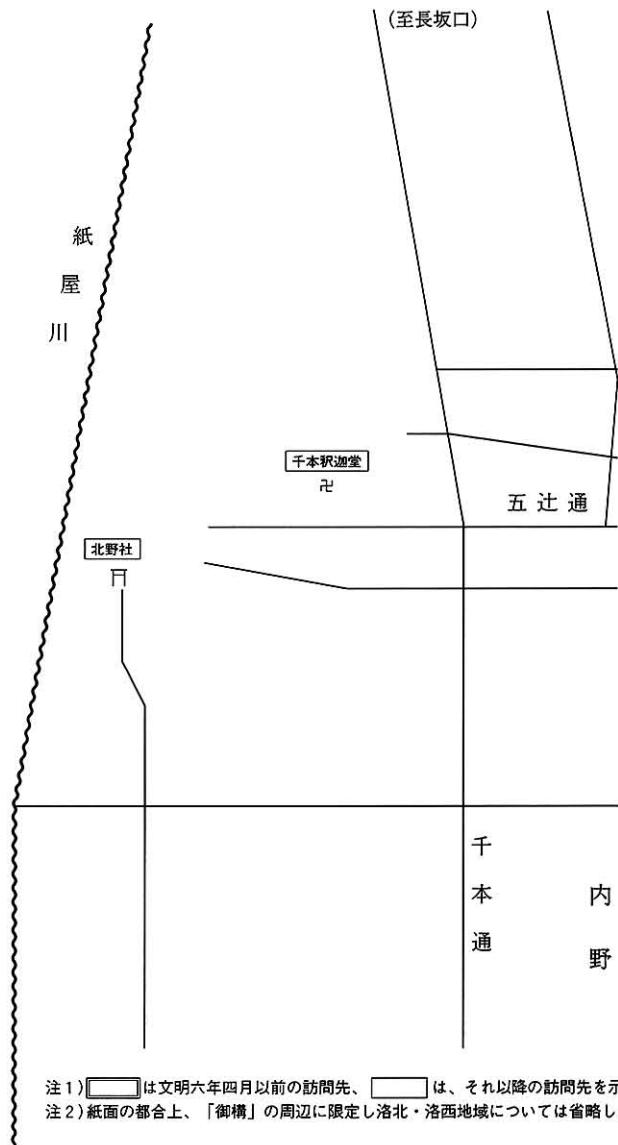 (至長坂口)
紙屋川
千本釈迦堂
卍
五辻通
北野社
千本通
内野
注1) は文明六年四月以前の訪問先、 は、それ以降の訪問先を示
注2)紙面の都合上、「御構」の周辺に限定し洛北・洛西地域については省略し